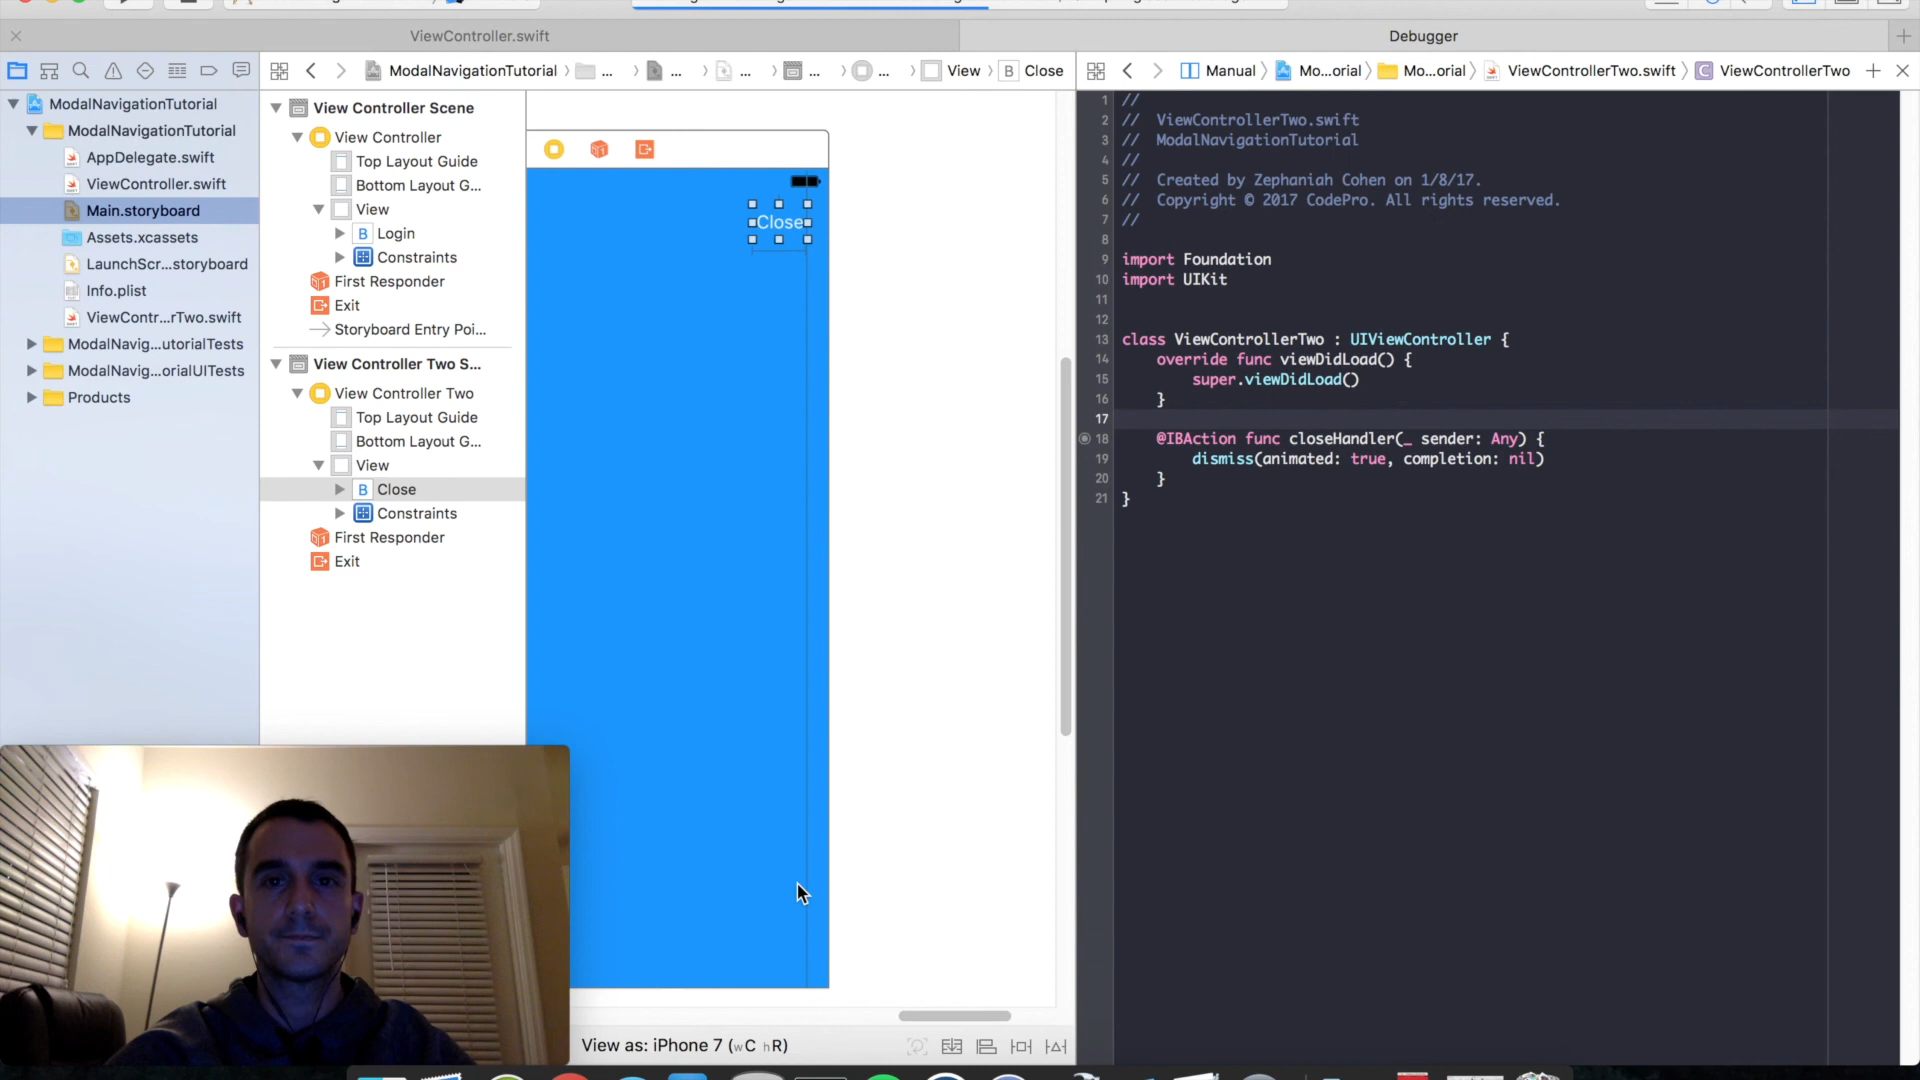 ViewController.swift
Debugger
ModalNavigationTutorial
...
...
...
...
...
View
B
Close
Manual
Mo...orial
Mo...orial
ViewControllerTwo.swift
C
ViewControllerTwo
ModalNavigationTutorial
ModalNavigationTutorial
AppDelegate.swift
ViewController.swift
Main.storyboard
Assets.xcassets
LaunchScr...storyboard
Info.plist
ViewContr...rTwo.swift
ModalNavig...utorialTests
ModalNavig...orialUITests
Products
View Controller Scene
View Controller
Top Layout Guide
Bottom Layout G...
View
B Login
Constraints
First Responder
Exit
Storyboard Entry Poi...
View Controller Two S...
View Controller Two
Top Layout Guide
Bottom Layout G...
View
B Close
Constraints
First Responder
Exit
Close
View as: iPhone 7 (wC hR)
1 //
2 // ViewControllerTwo.swift
3 // ModalNavigationTutorial
4 //
5 // Created by Zephaniah Cohen on 1/8/17.
6 // Copyright © 2017 CodePro. All rights reserved.
7 //
8
9 import Foundation
10 import UIKit
11
12
13 class ViewControllerTwo : UIViewController {
14 override func viewDidLoad() {
15 super.viewDidLoad()
16 }
17
18 @IBAction func closeHandler(_ sender: Any) {
19 dismiss(animated: true, completion: nil)
20 }
21 }